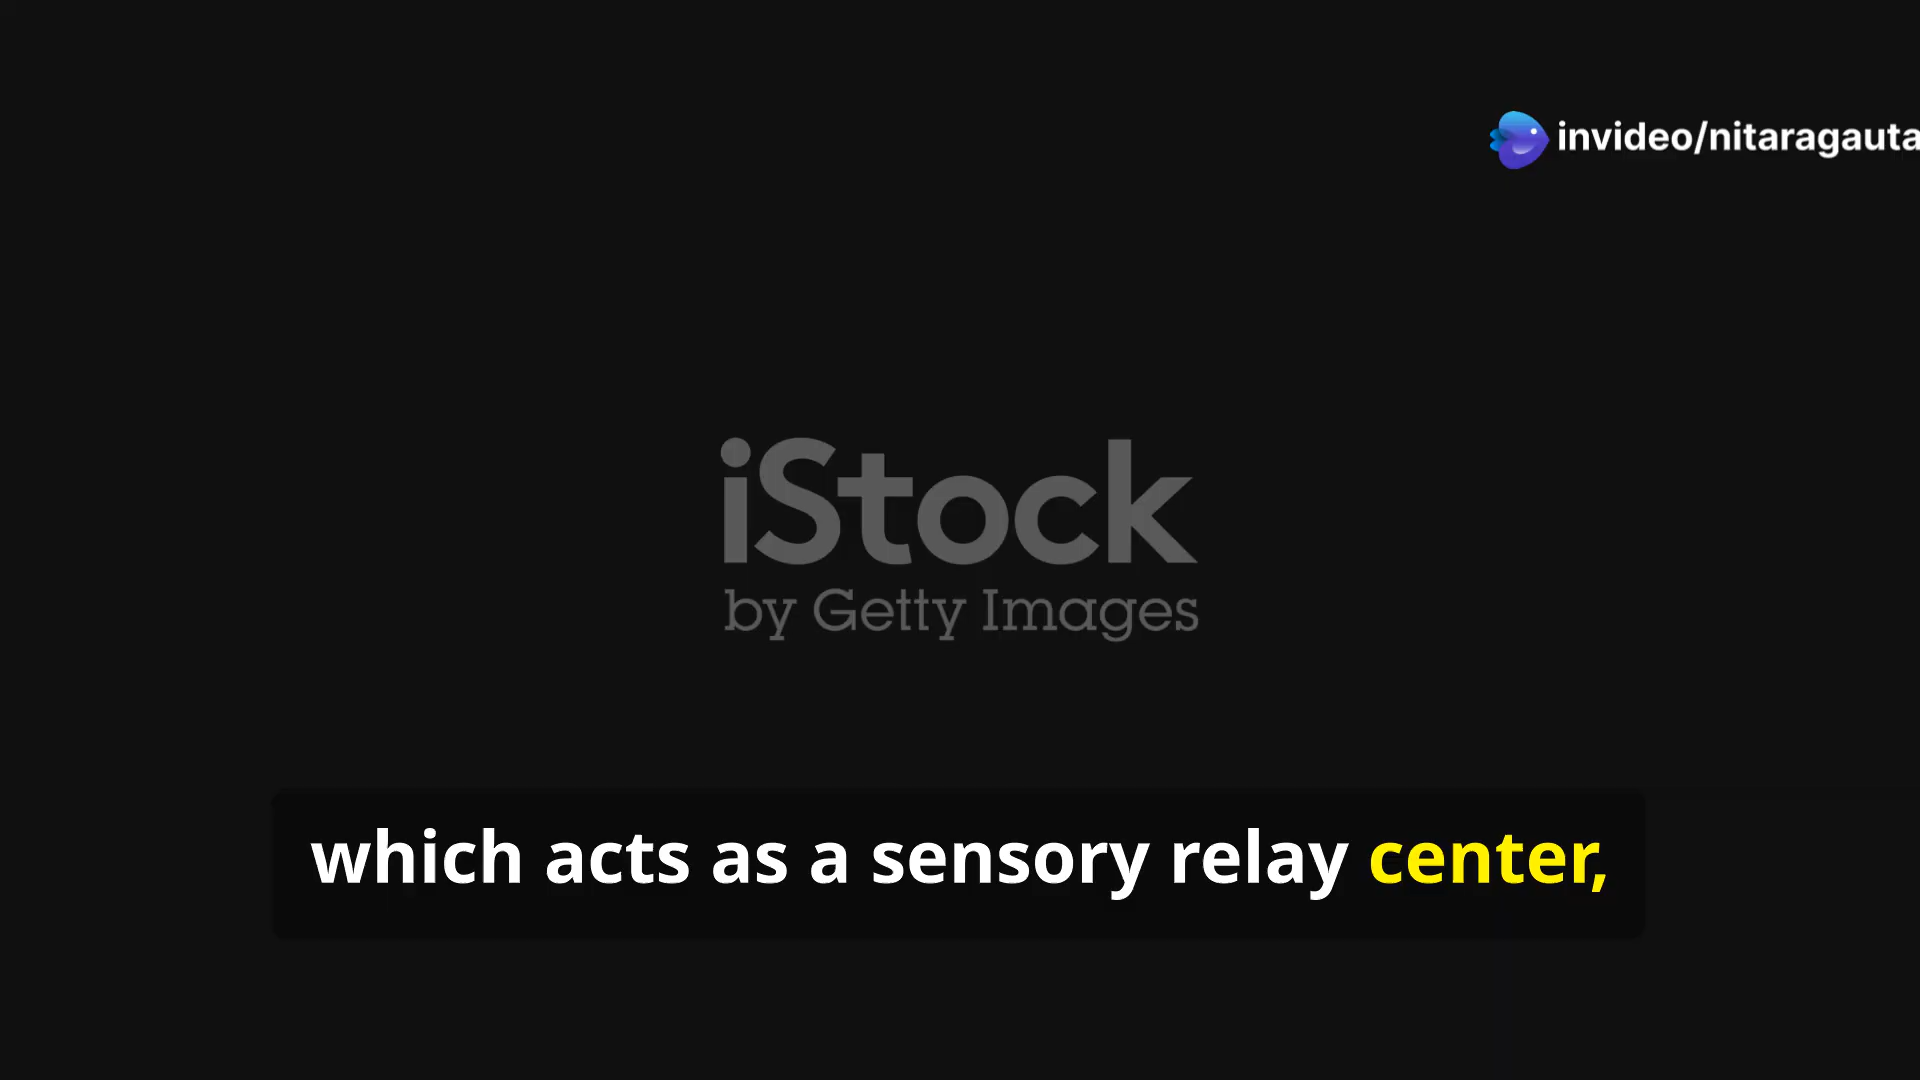 invideo/nitaragauta
iStock
by Getty Images
which acts as a sensory relay center,